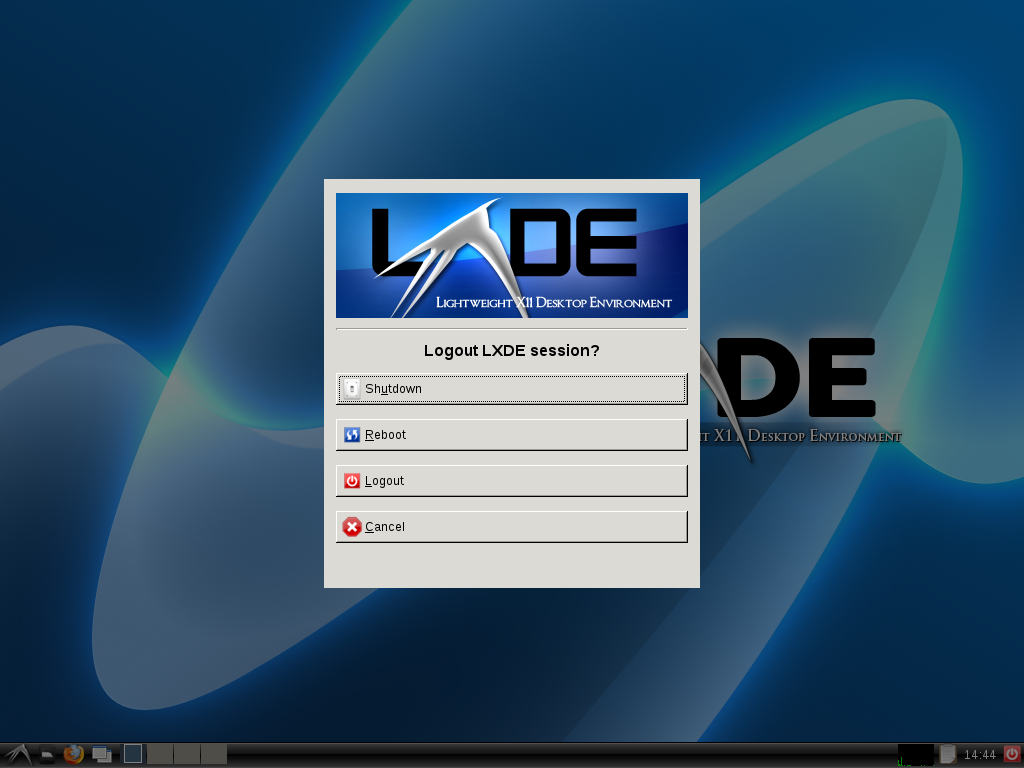 LXDE
LIGHTWEIGHT X11 DESKTOP ENVIRONMENT
Logout LXDE session?
Shutdown
Reboot
Logout
Cancel
DE
HT X11 DESKTOP ENVIRONMENT
14:44